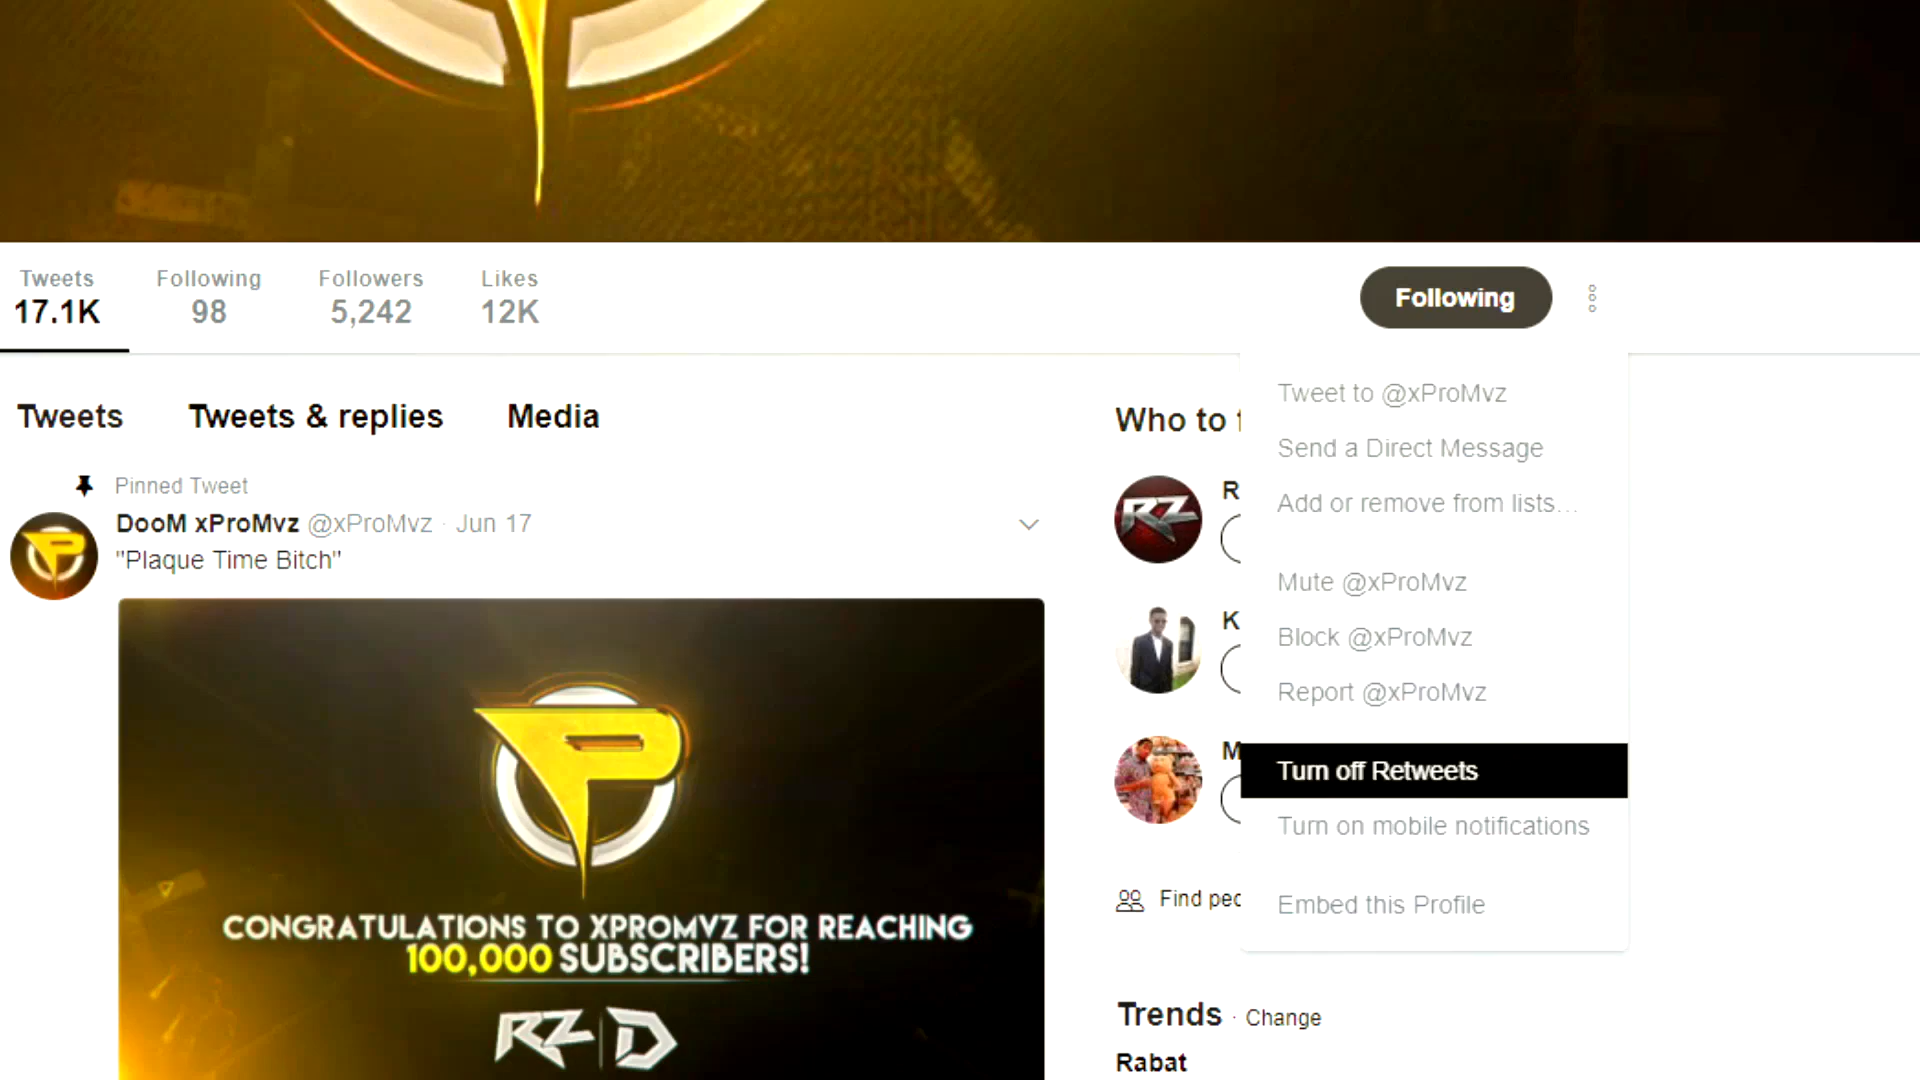 Tweets
17.1K
Following
98
Followers
5,242
Likes
12K
Following
Tweets
Tweets & replies
Media
Pinned Tweet
DooM xProMvz @xProMvz · Jun 17
"Plaque Time Bitch"
P
CONGRATULATIONS TO XPROMVZ FOR REACHING
100,000 SUBSCRIBERS!
RZ D
Who to
R
K
M
Find
Tweet to @xProMvz
Send a Direct Message
Add or remove from lists...
Mute @xProMvz
Block @xProMvz
Report @xProMvz
Turn off Retweets
Turn on mobile notifications
Embed this Profile
Trends · Change
Rabat